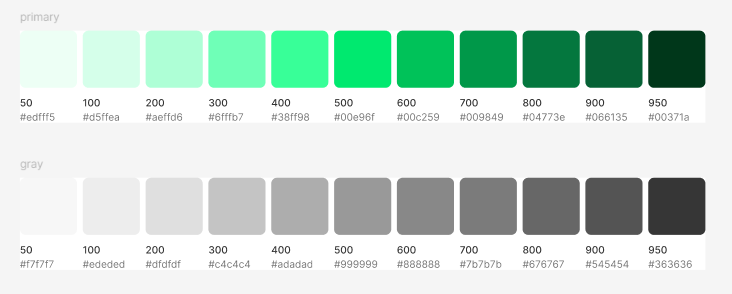 primary
50 100 200 300 400 500 600 700 800 900 950
#edfff5 #d5ffea #aeffd6 #6fffb7 #38ff98 #00e96f #00c259 #009849 #04773e #066135 #00371a
gray
50 100 200 300 400 500 600 700 800 900 950
#f7f7f7 #ededed #dfdfdf #c4c4c4 #adadad #999999 #888888 #7b7b7b #676767 #545454 #363636